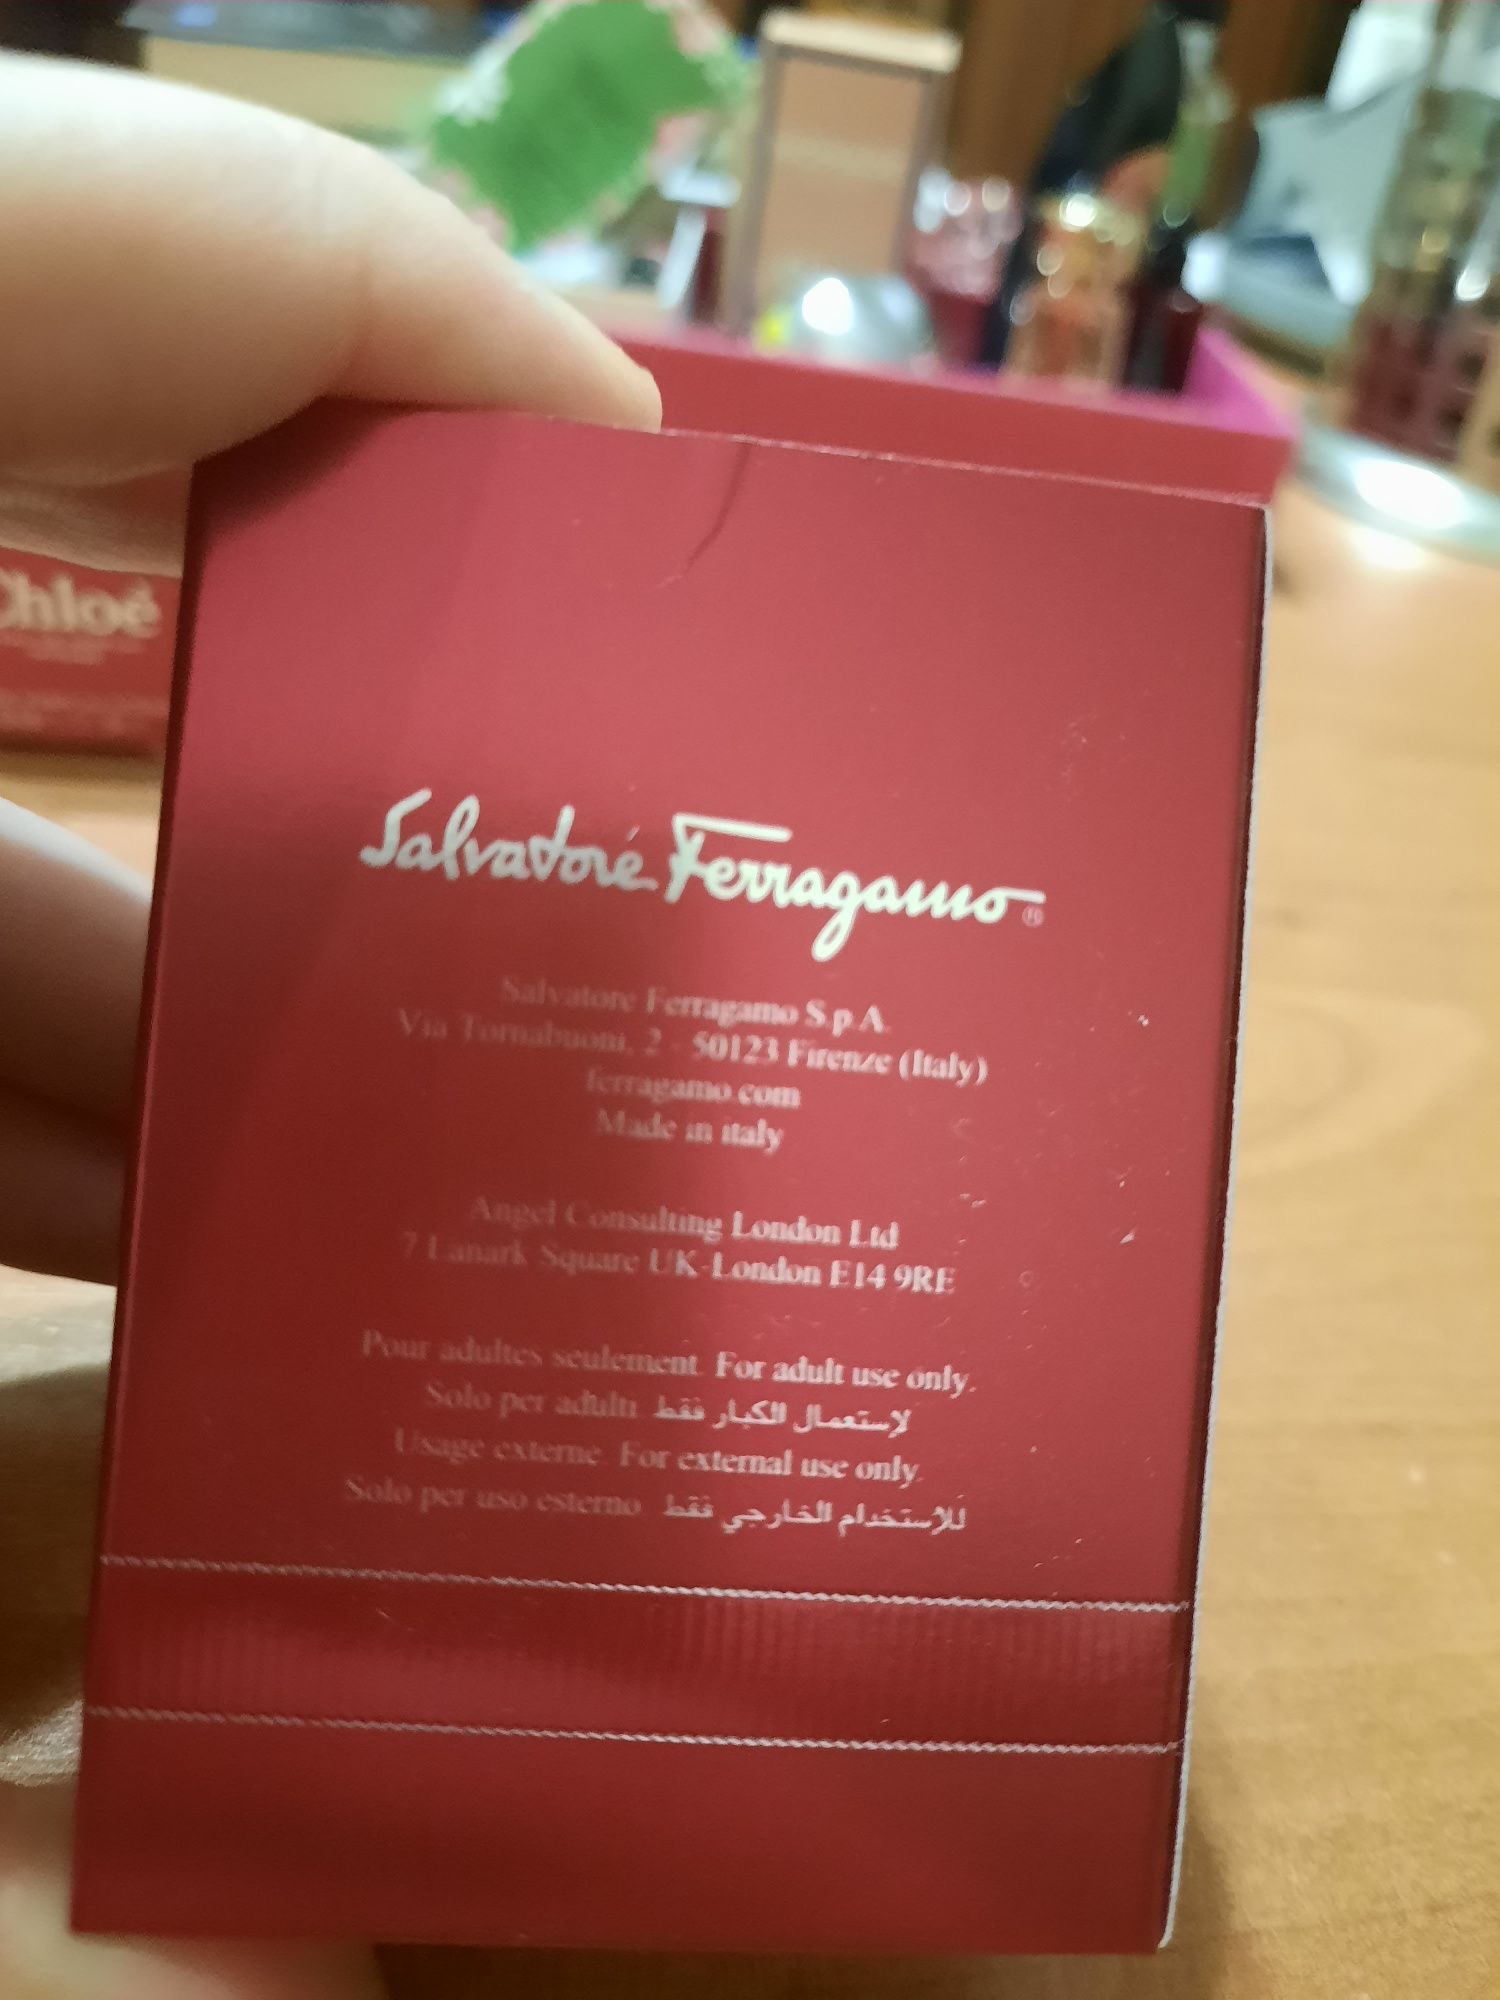 Chloé
Salvatore Ferragamo ®
Salvatore Ferragamo S.p.A.
Via Tornabuoni, 2 - 50123 Firenze (Italy)
ferragamo.com
Made in italy
Angel Consulting London Ltd
7 Lanark Square UK-London E14 9RE
Pour adultes seulement. For adult use only.
Solo per adulti. لإستعمال الكبار فقط
Usage externe. For external use only.
Solo per uso esterno. للإستخدام الخارجي فقط